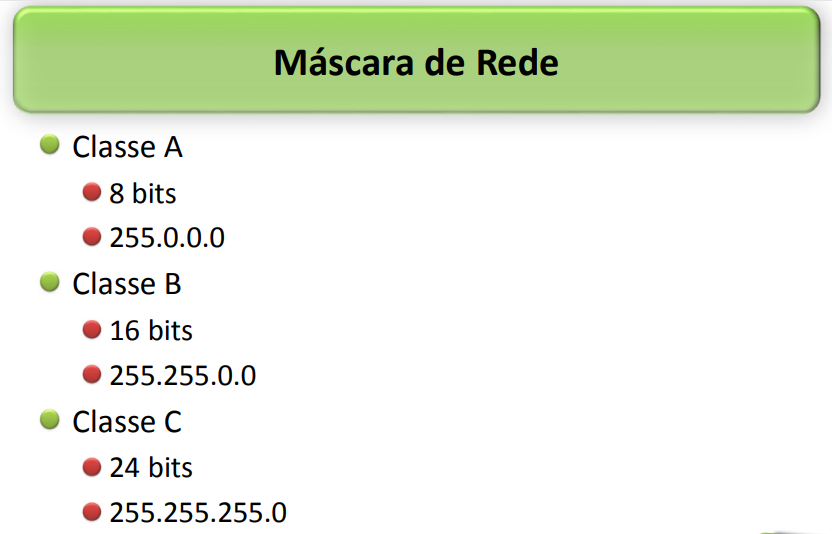 Máscara de Rede
Classe A
8 bits
255.0.0.0
Classe B
16 bits
255.255.0.0
Classe C
24 bits
255.255.255.0